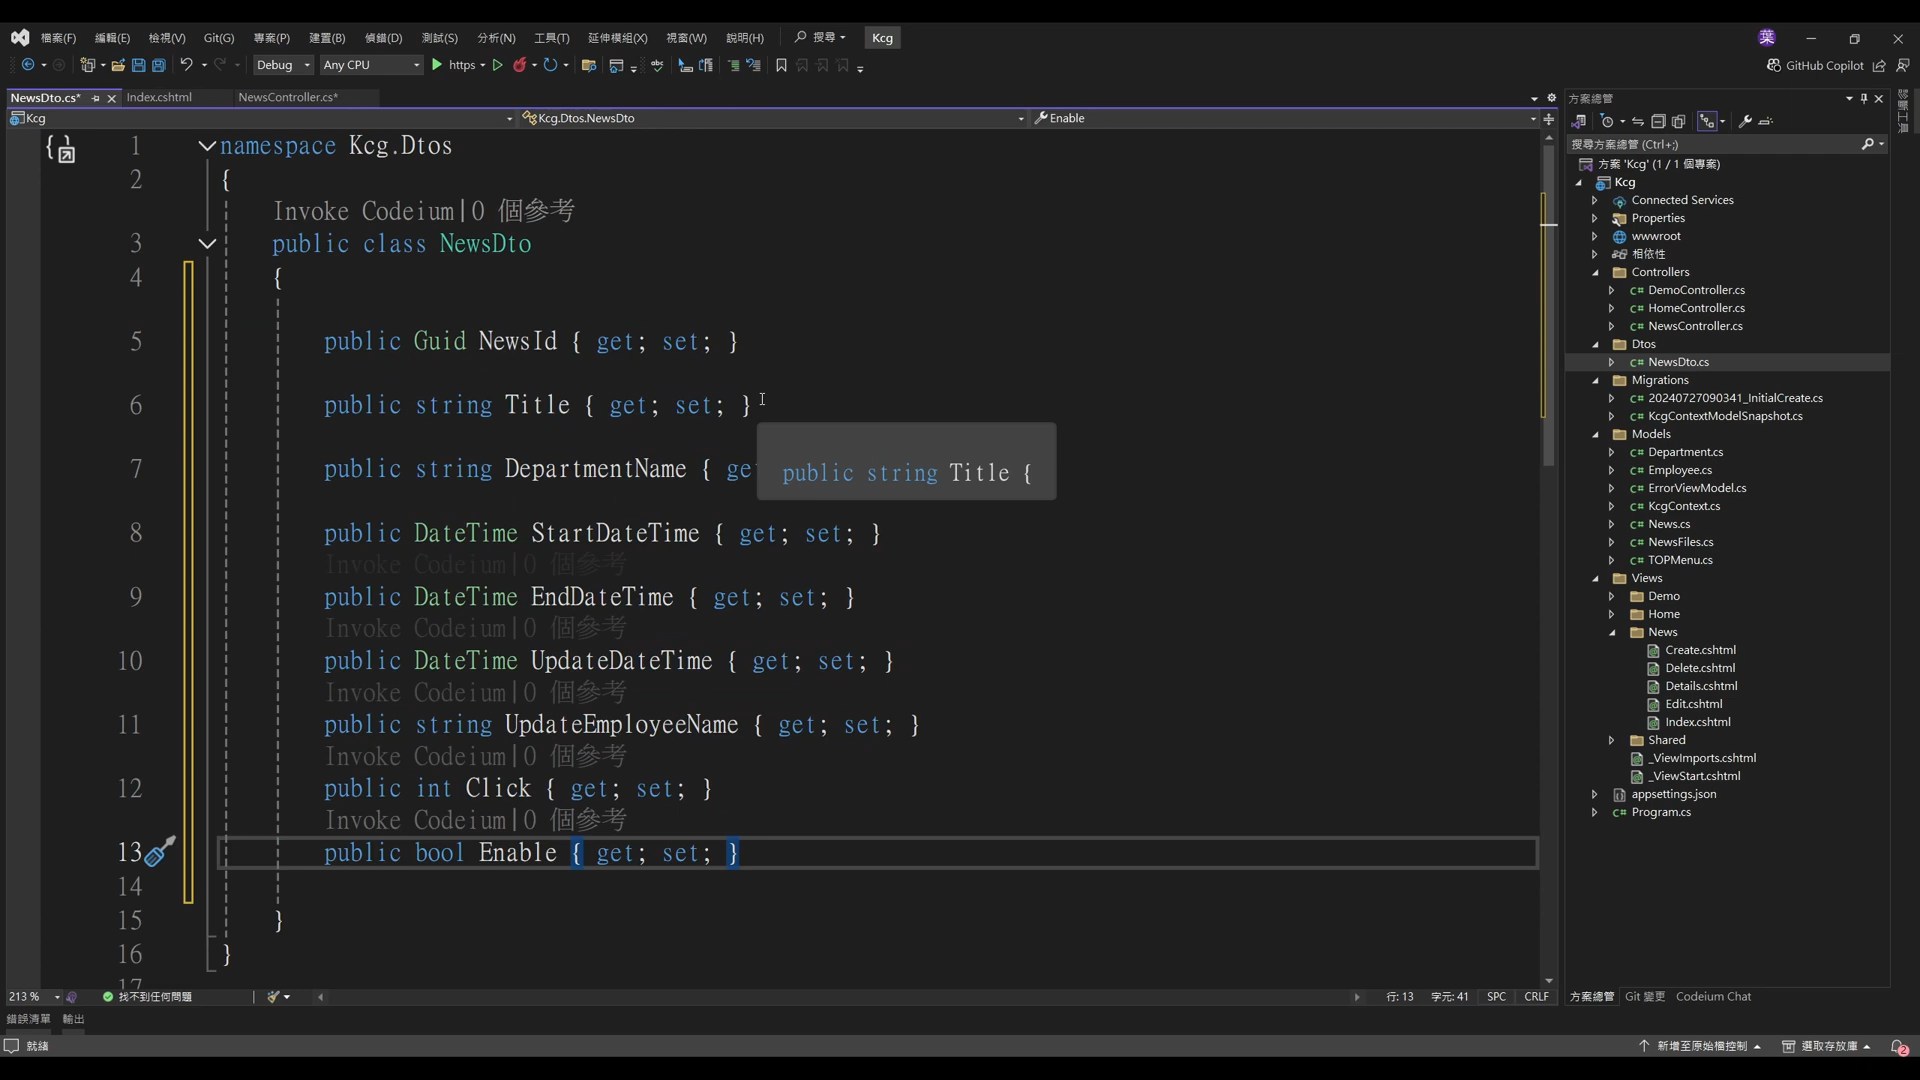 檔案(F) 編輯(E) 檢視(V) Git(G) 專案(P) 建置(B) 偵錯(D) 測試(S) 分析(N) 工具(T) 延伸模組(X) 視窗(W) 說明(H) 搜尋 Kcg 葉
Debug Any CPU https GitHub Copilot
NewsDto.cs* Index.cshtml NewsController.cs*
Kcg Kcg.Dtos.NewsDto Enable
1 namespace Kcg.Dtos
2 {
Invoke Codeium|0 個參考
3 public class NewsDto
4 {
5 public Guid NewsId { get; set; }
6 public string Title { get; set; }
7 public string DepartmentName { ge
public string Title {
8 public DateTime StartDateTime { get; set; }
Invoke Codeium|0 個參考
9 public DateTime EndDateTime { get; set; }
Invoke Codeium|0 個參考
10 public DateTime UpdateDateTime { get; set; }
Invoke Codeium|0 個參考
11 public string UpdateEmployeeName { get; set; }
Invoke Codeium|0 個參考
12 public int Click { get; set; }
Invoke Codeium|0 個參考
13 public bool Enable { get; set; }
14
15 }
16 }
17
213 % 找不到任何問題 行: 13 字元: 41 SPC CRLF
錯誤清單 輸出
就緒 新增至原始檔控制 選取存放庫 2
方案總管
搜尋方案總管 (Ctrl+;)
方案 'Kcg' (1 / 1 個專案)
Kcg
Connected Services
Properties
wwwroot
相依性
Controllers
C# DemoController.cs
C# HomeController.cs
C# NewsController.cs
Dtos
C# NewsDto.cs
Migrations
C# 20240727090341_InitialCreate.cs
C# KcgContextModelSnapshot.cs
Models
C# Department.cs
C# Employee.cs
C# ErrorViewModel.cs
C# KcgContext.cs
C# News.cs
C# NewsFiles.cs
C# TOPMenu.cs
Views
Demo
Home
News
Create.cshtml
Delete.cshtml
Details.cshtml
Edit.cshtml
Index.cshtml
Shared
_ViewImports.cshtml
_ViewStart.cshtml
appsettings.json
C# Program.cs
方案總管 Git 變更 Codeium Chat